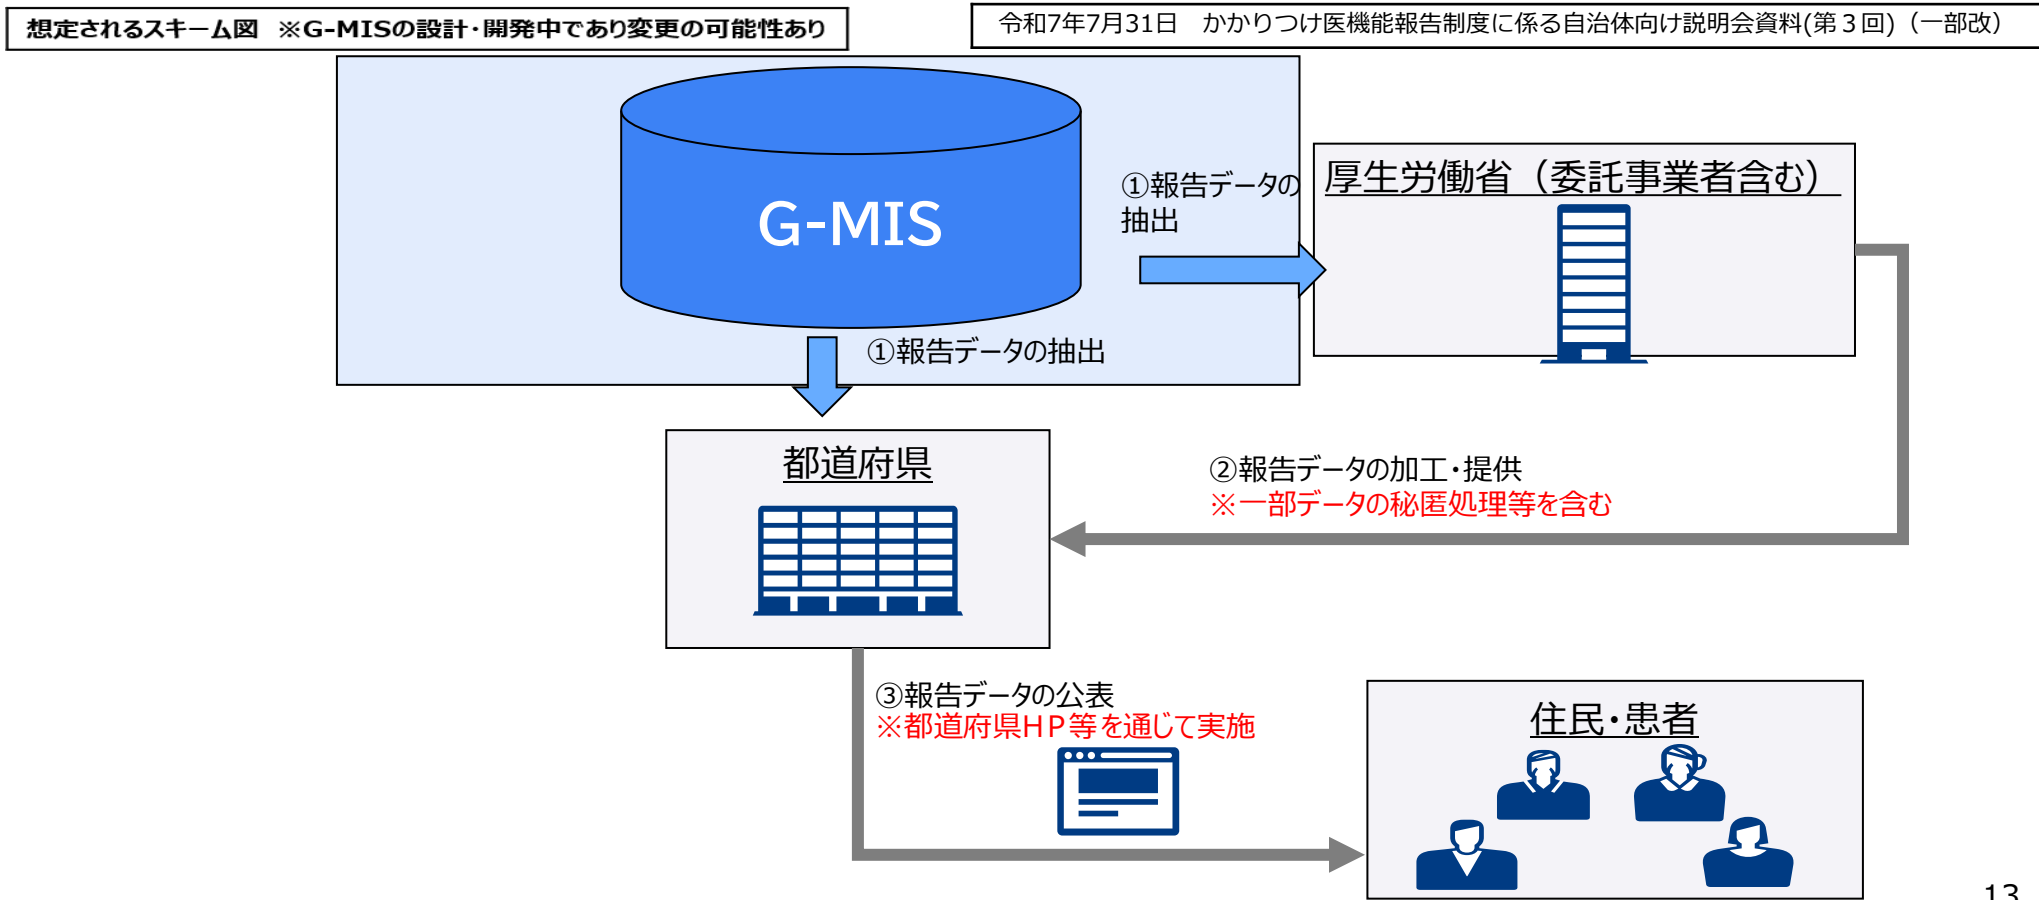 想定されるスキーム図 ※G-MISの設計・開発中であり変更の可能性あり
令和7年7月31日 かかりつけ医機能報告制度に係る自治体向け説明会資料(第３回)（一部改）
G-MIS
①報告データの
抽出
厚生労働省（委託事業者含む）
①報告データの抽出
都道府県
②報告データの加工・提供
※一部データの秘匿処理等を含む
③報告データの公表
※都道府県ＨＰ等を通じて実施
住民・患者
13